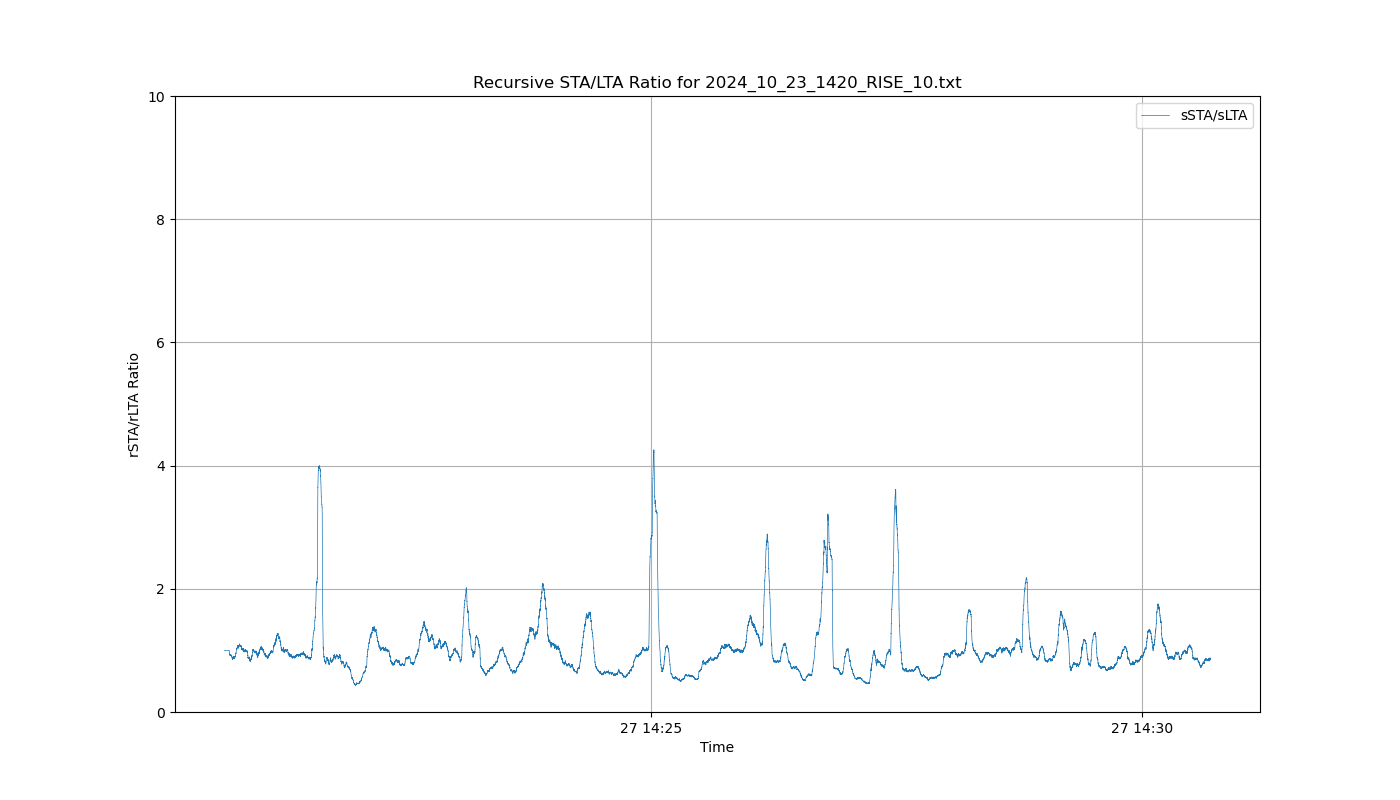 Recursive STA/LTA Ratio for 2024_10_23_1420_RISE_10.txt
10
sSTA/sLTA
8
6
rSTA/rLTA Ratio
4
2
0
27 14:25
27 14:30
Time